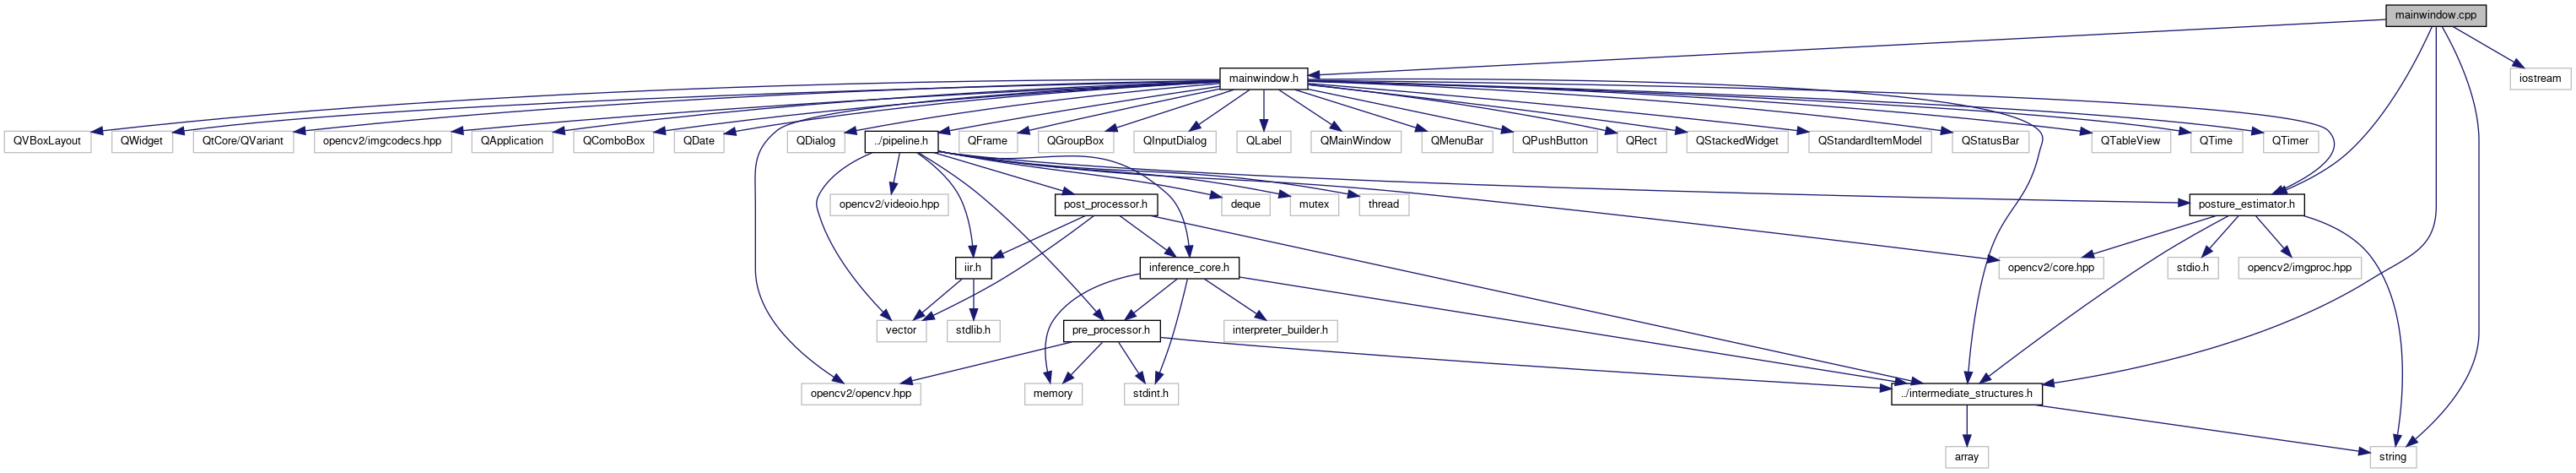 mainwindow.cpp
mainwindow.h
iostream
QVBoxLayout
QWidget
QtCore/QVariant
opencv2/imgcodecs.hpp
QApplication
QComboBox
QDate
QDialog
../pipeline.h
QFrame
QGroupBox
QInputDialog
QLabel
QMainWindow
QMenuBar
QPushButton
QRect
QStackedWidget
QStandardItemModel
QStatusBar
QTableView
QTime
QTimer
opencv2/videoio.hpp
post_processor.h
deque
mutex
thread
posture_estimator.h
iir.h
inference_core.h
opencv2/core.hpp
stdio.h
opencv2/imgproc.hpp
vector
stdlib.h
pre_processor.h
interpreter_builder.h
opencv2/opencv.hpp
memory
stdint.h
../intermediate_structures.h
array
string